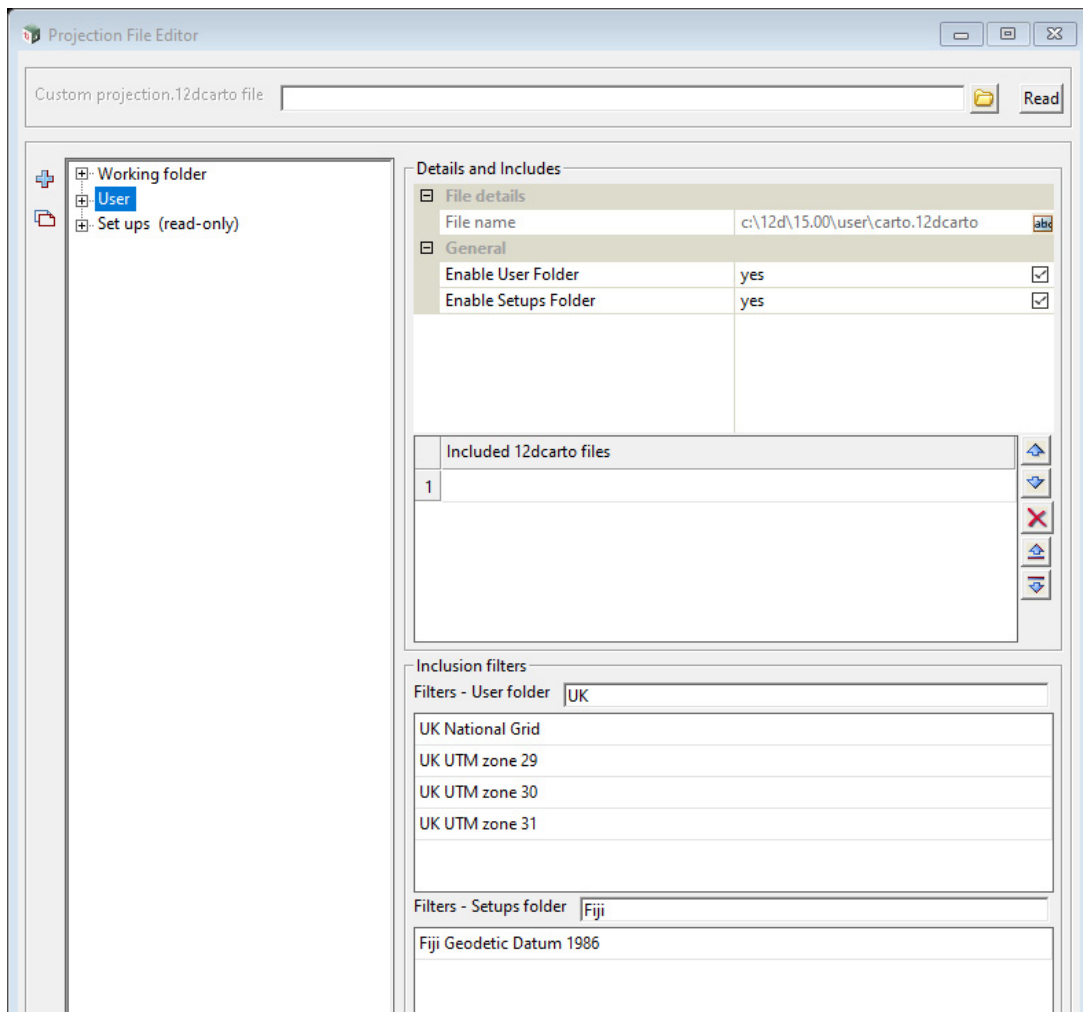 Projection File Editor
Custom projection.12dcarto file
Read
Working folder
User
Set ups (read-only)
Details and Includes
File details
File name c:\12d\15.00\user\carto.12dcarto abc
General
Enable User Folder yes
Enable Setups Folder yes
Included 12dcarto files
1
Inclusion filters
Filters - User folder UK
UK National Grid
UK UTM zone 29
UK UTM zone 30
UK UTM zone 31
Filters - Setups folder Fiji
Fiji Geodetic Datum 1986